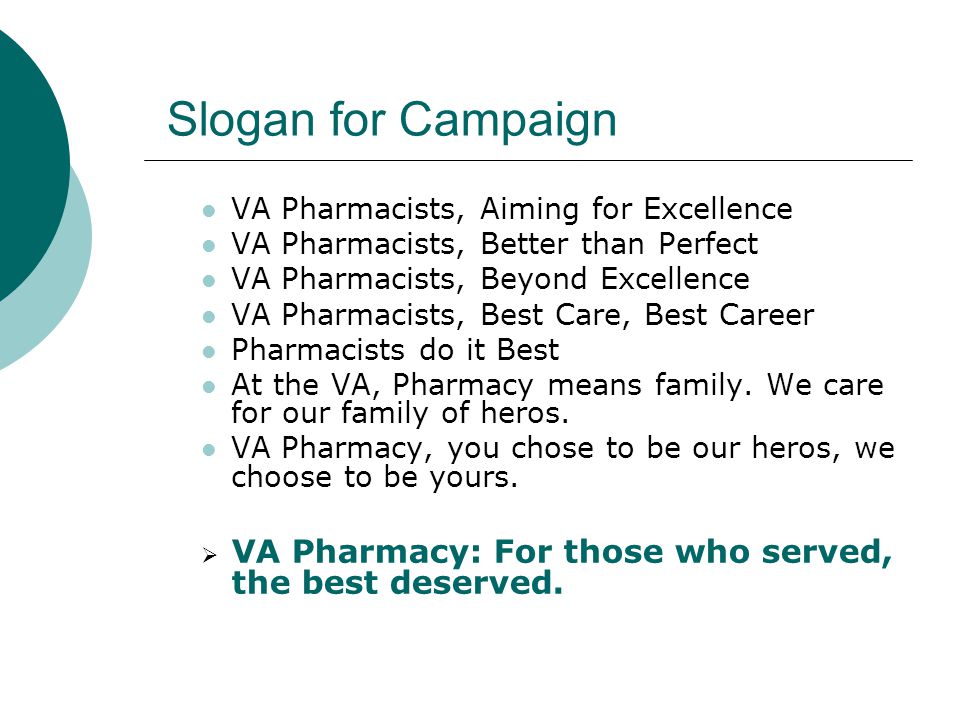 Slogan for Campaign
VA Pharmacists, Aiming for Excellence
VA Pharmacists, Better than Perfect
VA Pharmacists, Beyond Excellence
VA Pharmacists, Best Care, Best Career
Pharmacists do it Best
At the VA, Pharmacy means family. We care
for our family of heros.
VA Pharmacy, you chose to be our heros, we
choose to be yours.
VA Pharmacy: For those who served,
the best deserved.